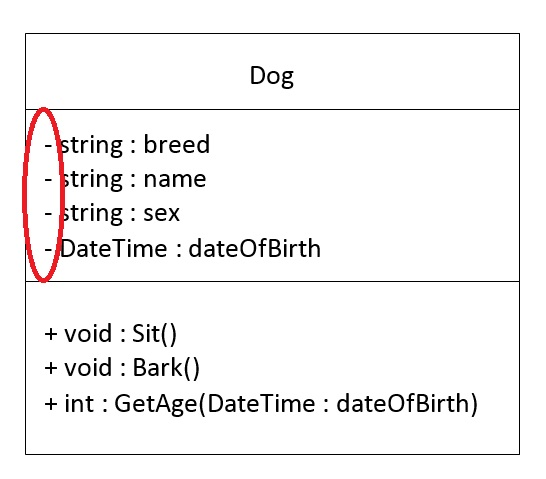 Dog
- string : breed
- string : name
- string : sex
- DateTime : dateOfBirth
+ void : Sit()
+ void : Bark()
+ int : GetAge(DateTime : dateOfBirth)